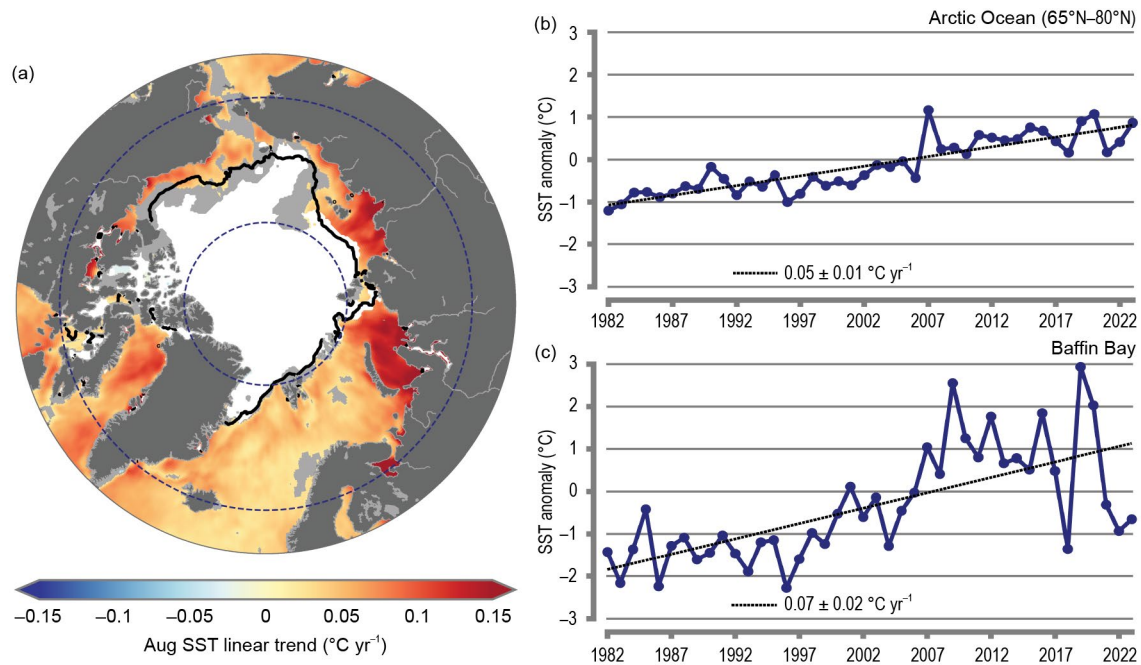 (a)
−0.15 −0.1 −0.05 0 0.05 0.10 0.15
Aug SST linear trend (°C yr⁻¹)
(b)
Arctic Ocean (65°N–80°N)
3
2
1
0
−1
−2
−3
SST anomaly (°C)
0.05 ± 0.01 °C yr⁻¹
1982 1987 1992 1997 2002 2007 2012 2017 2022
(c)
Baffin Bay
3
2
1
0
−1
−2
−3
SST anomaly (°C)
0.07 ± 0.02 °C yr⁻¹
1982 1987 1992 1997 2002 2007 2012 2017 2022